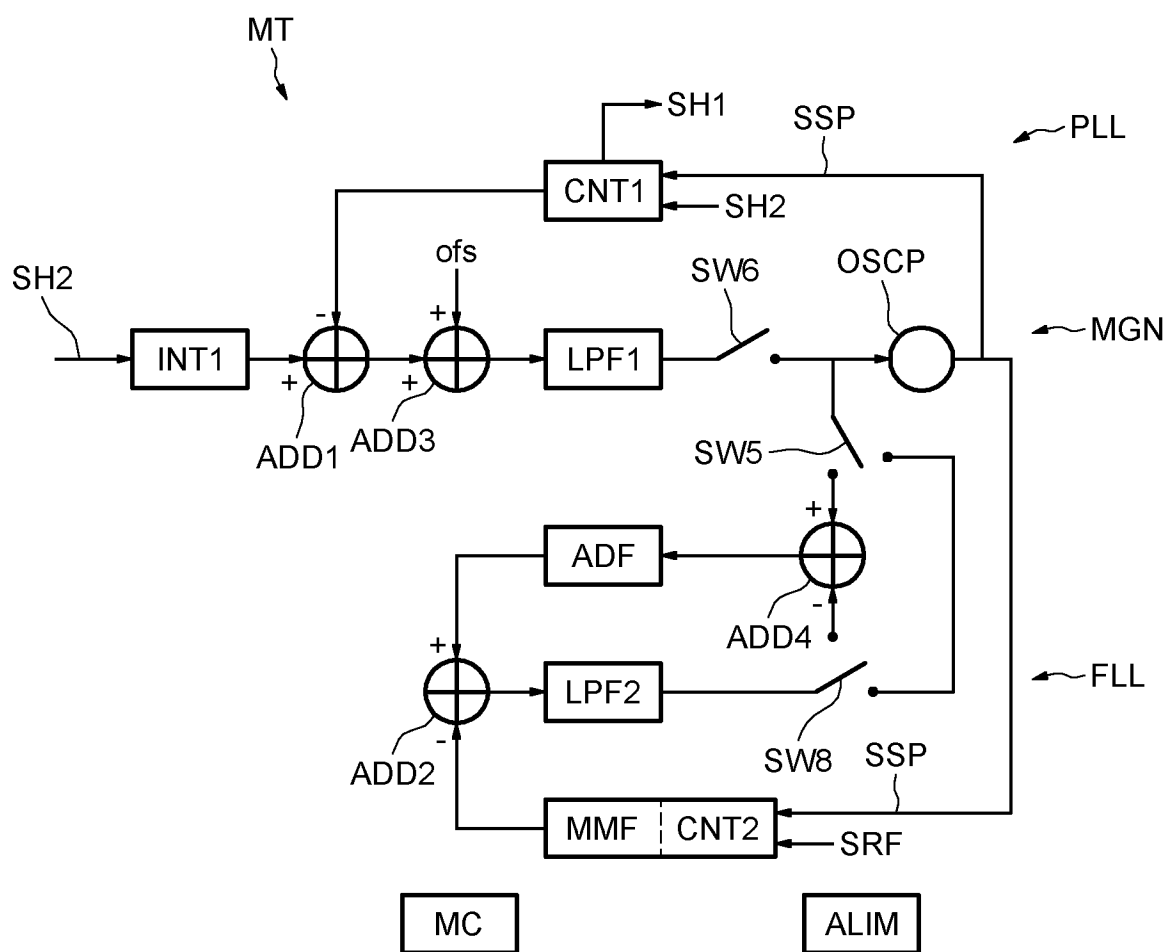 MT
SH1
SSP
PLL
CNT1
SH2
ofs
SW6
OSCP
SH2
MGN
-
+
INT1
LPF1
+
+
ADD1
ADD3
SW5
+
ADF
-
ADD4
+
LPF2
FLL
-
ADD2
SW8
SSP
MMF CNT2
SRF
MC
ALIM